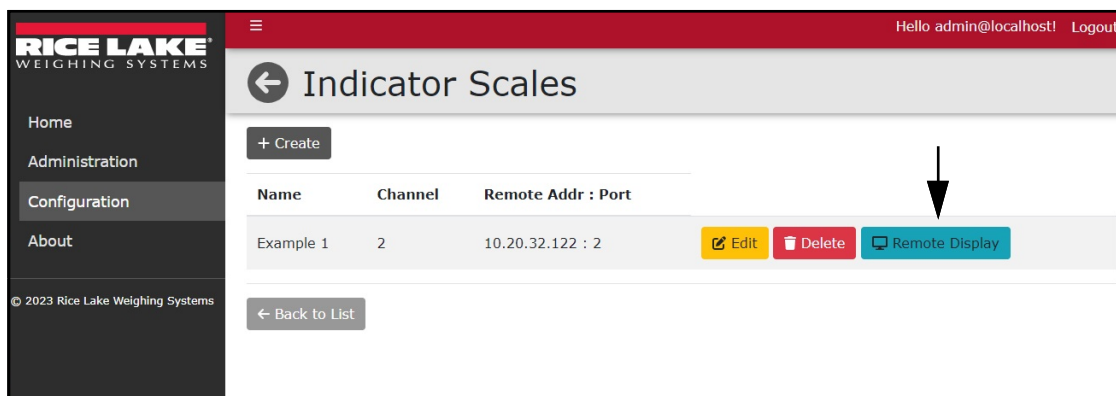 RICE LAKE
WEIGHING SYSTEMS
Home
Administration
Configuration
About
© 2023 Rice Lake Weighing Systems
Hello admin@localhost! Logout
Indicator Scales
+ Create
Name Channel Remote Addr : Port
Example 1 2 10.20.32.122 : 2 Edit Delete Remote Display
← Back to List